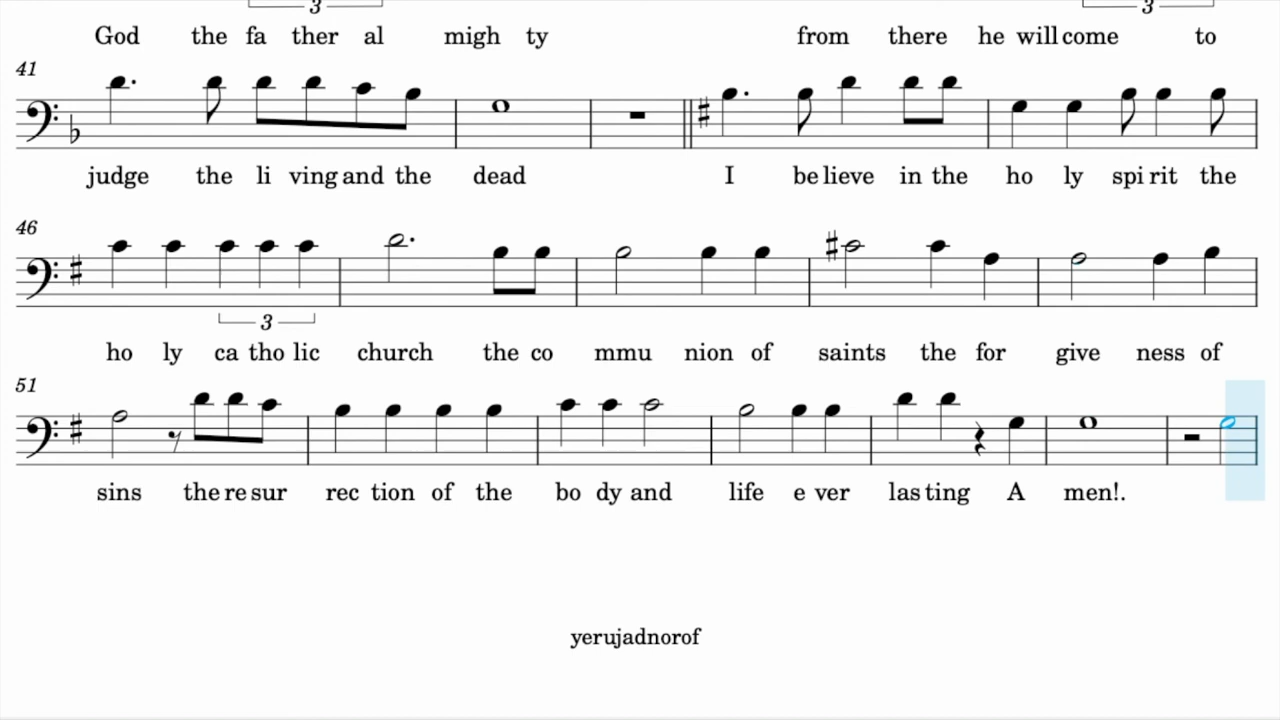 3 3
God the fa ther al migh ty from there he will come to
41
judge the li ving and the dead I be lieve in the ho ly spi rit the
46
3
ho ly ca tho lic church the co mmu nion of saints the for give ness of
51
sins the re sur rec tion of the bo dy and life e ver las ting A men!.
yerujadnorof